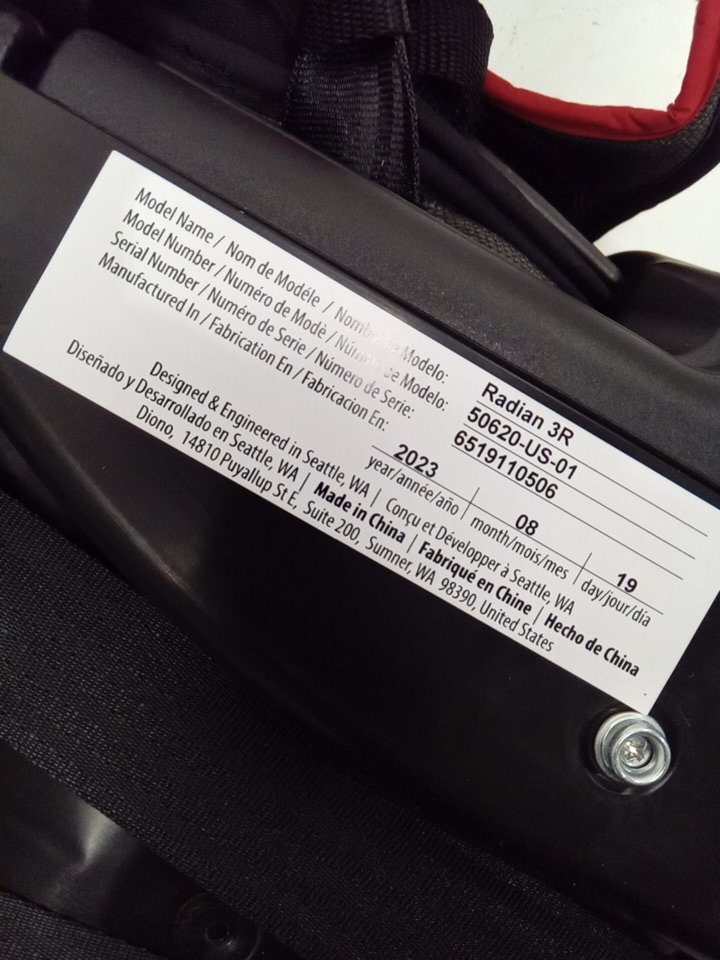 Model Name / Nom de Modéle / Nombre de Modelo: Radian 3R
Model Number / Numéro de Modè / Número de Modelo: 50620-US-01
Serial Number / Numéro de Serie / Número de Serie: 6519110506
Manufactured In / Fabrication En / Fabricacion En: 2023 08 19
year/année/año month/mois/mes day/jour/día
Designed & Engineered in Seattle, WA | Conçu et Développer à Seattle, WA
Diseñado y Desarrollado en Seattle, WA | Made in China | Fabriqué en Chine | Hecho de China
Diono, 14810 Puyallup St E, Suite 200, Sumner, WA 98390, United States